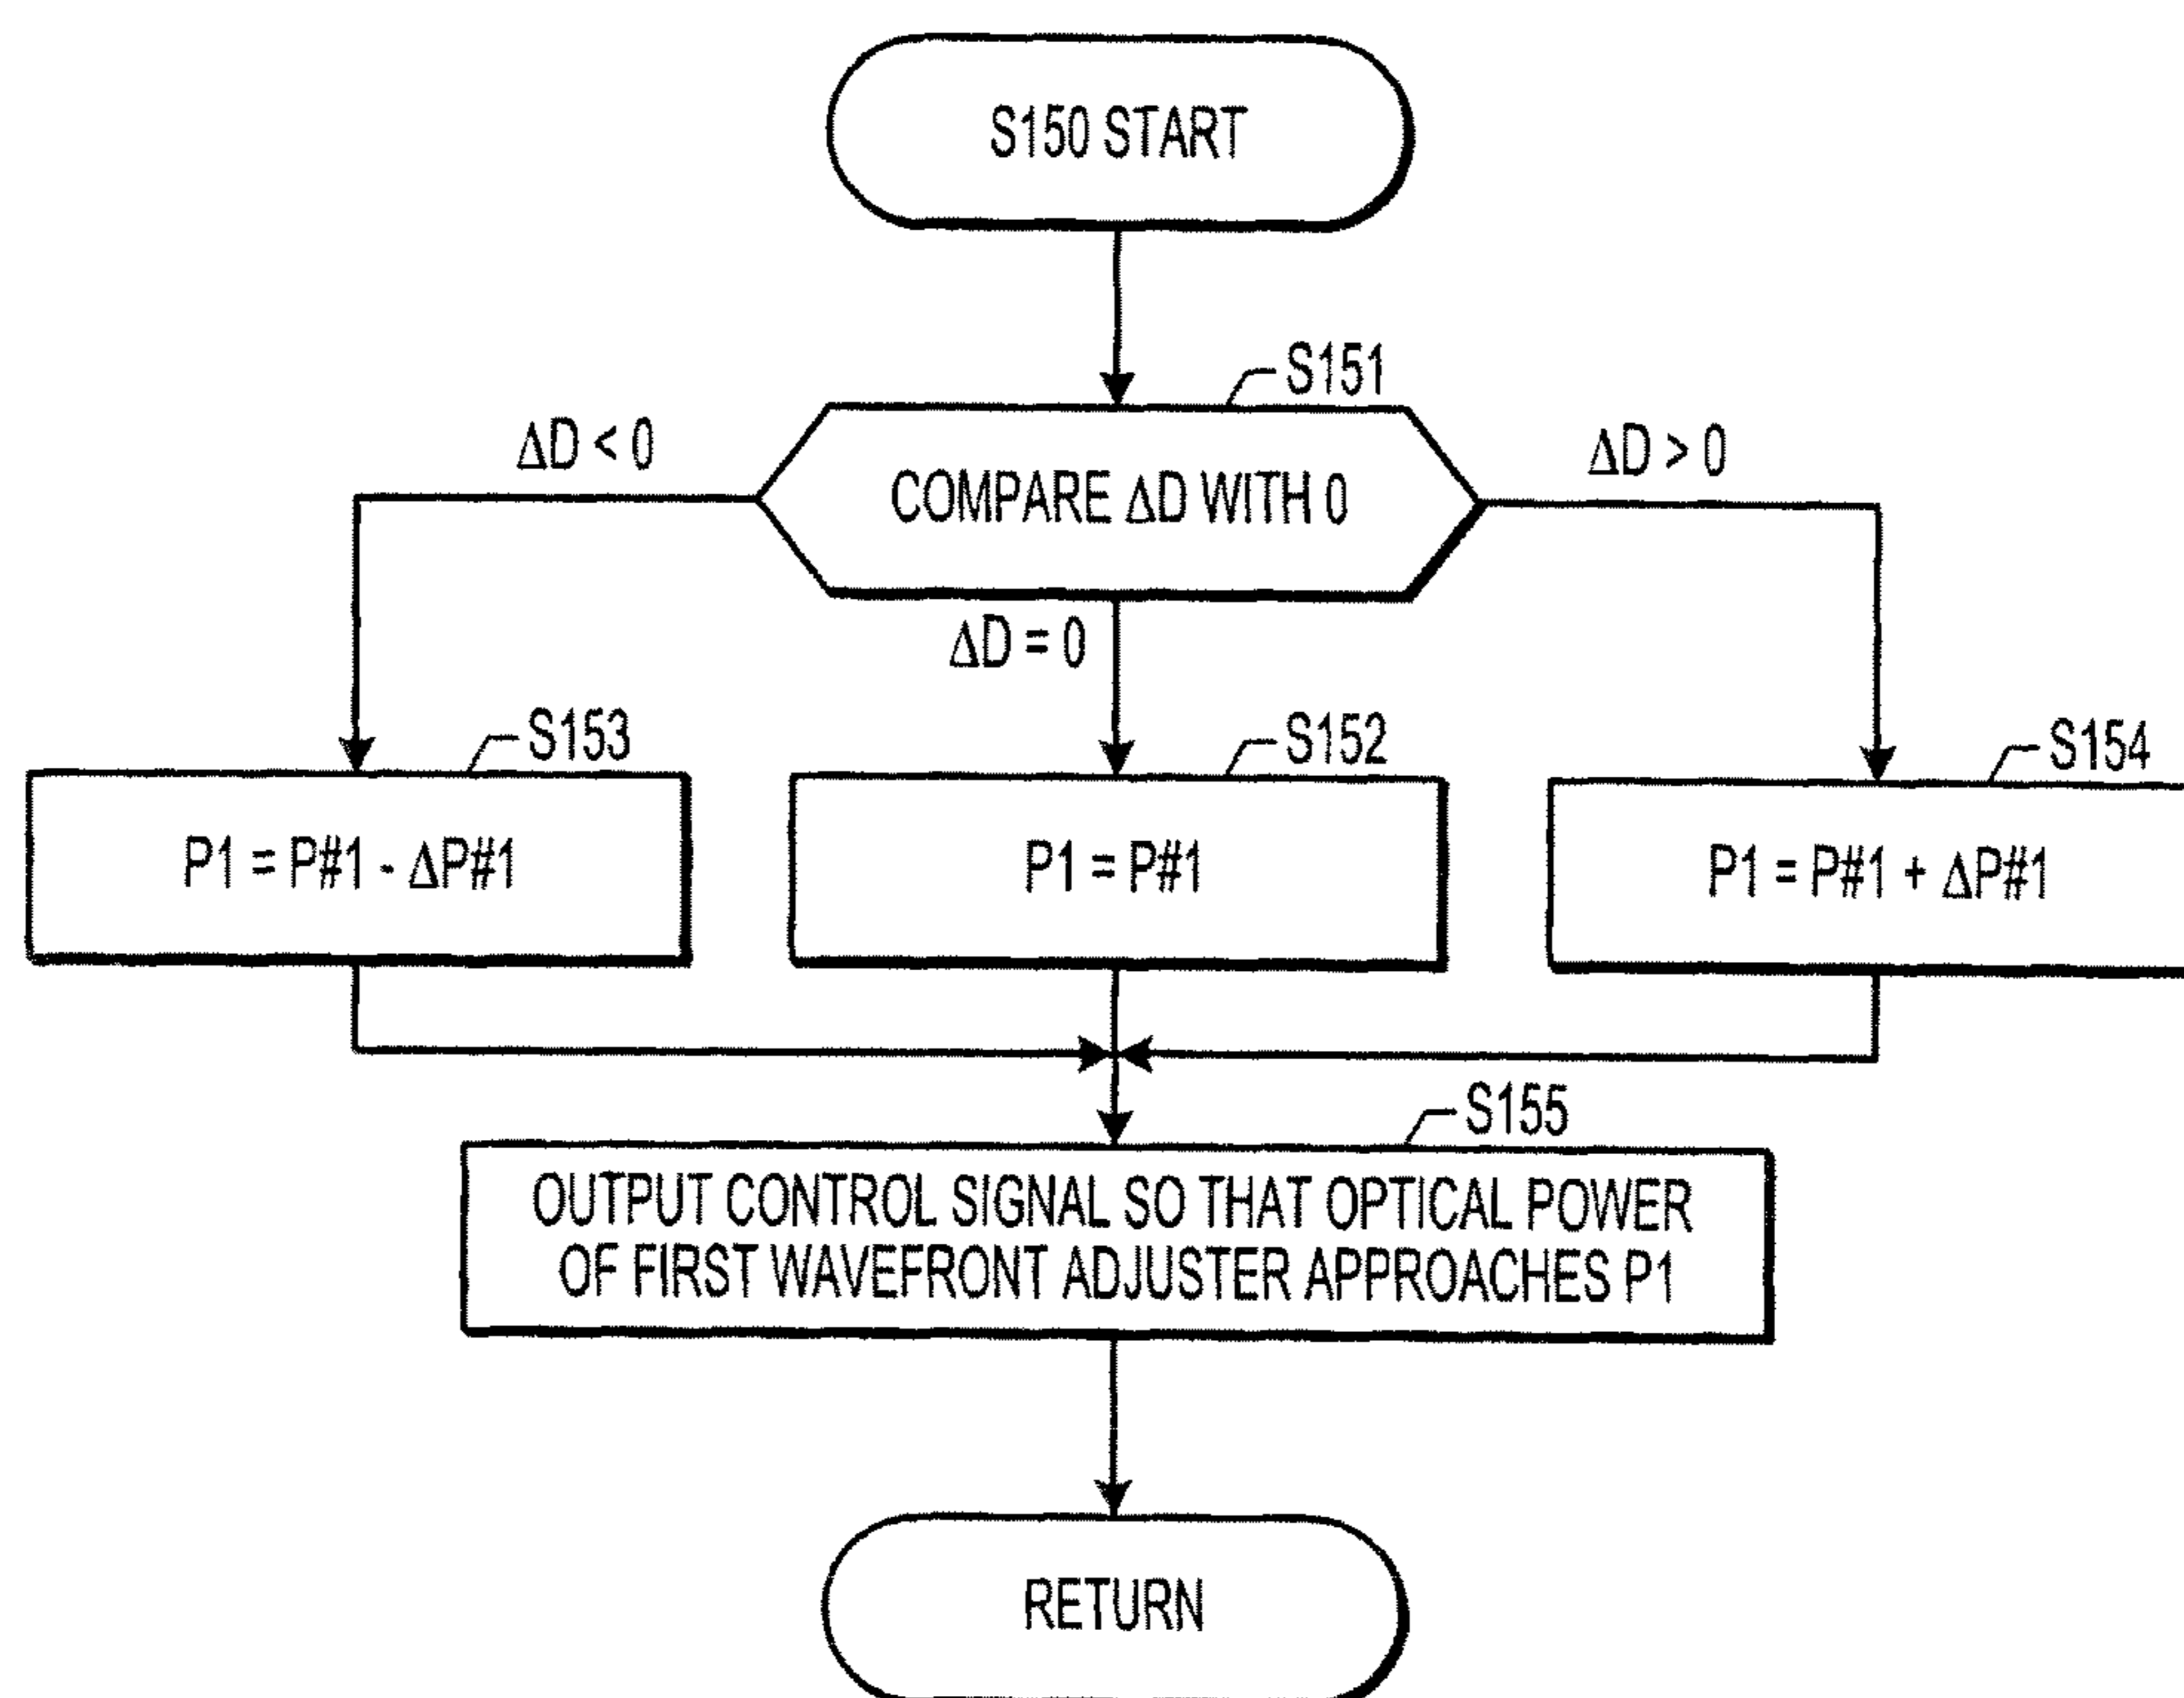 S150 START
S151
ΔD < 0
COMPARE ΔD WITH 0
ΔD > 0
ΔD = 0
S153
S152
S154
P1 = P#1 - ΔP#1
P1 = P#1
P1 = P#1 + ΔP#1
S155
OUTPUT CONTROL SIGNAL SO THAT OPTICAL POWER
OF FIRST WAVEFRONT ADJUSTER APPROACHES P1
RETURN